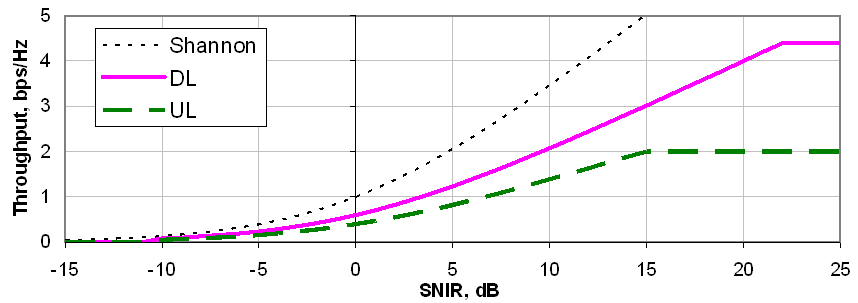 Throughput, bps/Hz
5
4
3
2
1
0
Shannon
DL
UL
-15 -10 -5 0 5 10 15 20 25
SNIR, dB